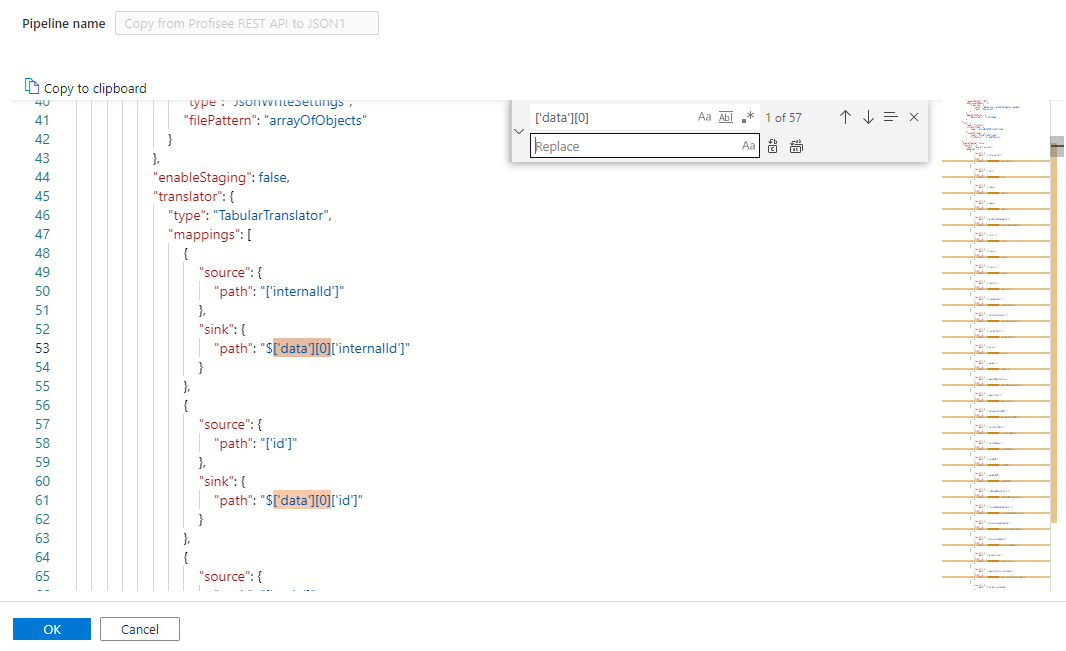 Pipeline name Copy from Profisee REST API to JSON1
Copy to clipboard
40 "type": "JsonWriteSettings",
41 "filePattern": "arrayOfObjects"
42 }
43 },
44 "enableStaging": false,
45 "translator": {
46 "type": "TabularTranslator",
47 "mappings": [
48 {
49 "source": {
50 "path": "['internalId']"
51 },
52 "sink": {
53 "path": "$['data'][0]['internalId']"
54 }
55 },
56 {
57 "source": {
58 "path": "['id']"
59 },
60 "sink": {
61 "path": "$['data'][0]['id']"
62 }
63 },
64 {
65 "source": {
['data'][0] Aa Abl .* 1 of 57
Replace Aa
OK Cancel